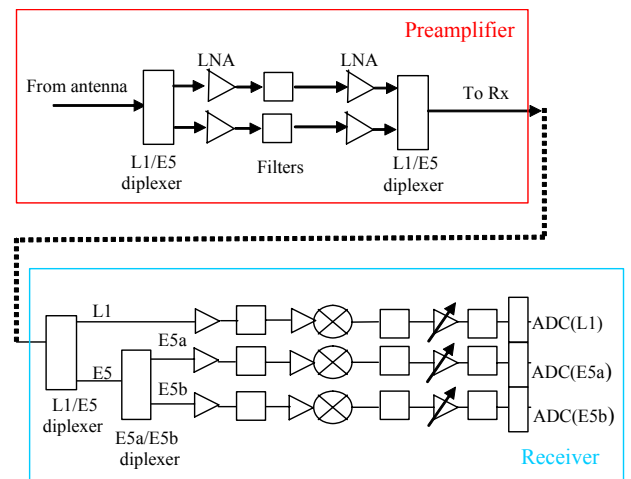 Preamplifier
LNA
LNA
From antenna
To Rx
L1/E5
diplexer
Filters
L1/E5
diplexer
L1
ADC(L1)
E5a
E5
ADC(E5a)
E5b
ADC(E5b)
L1/E5
diplexer
E5a/E5b
diplexer
Receiver